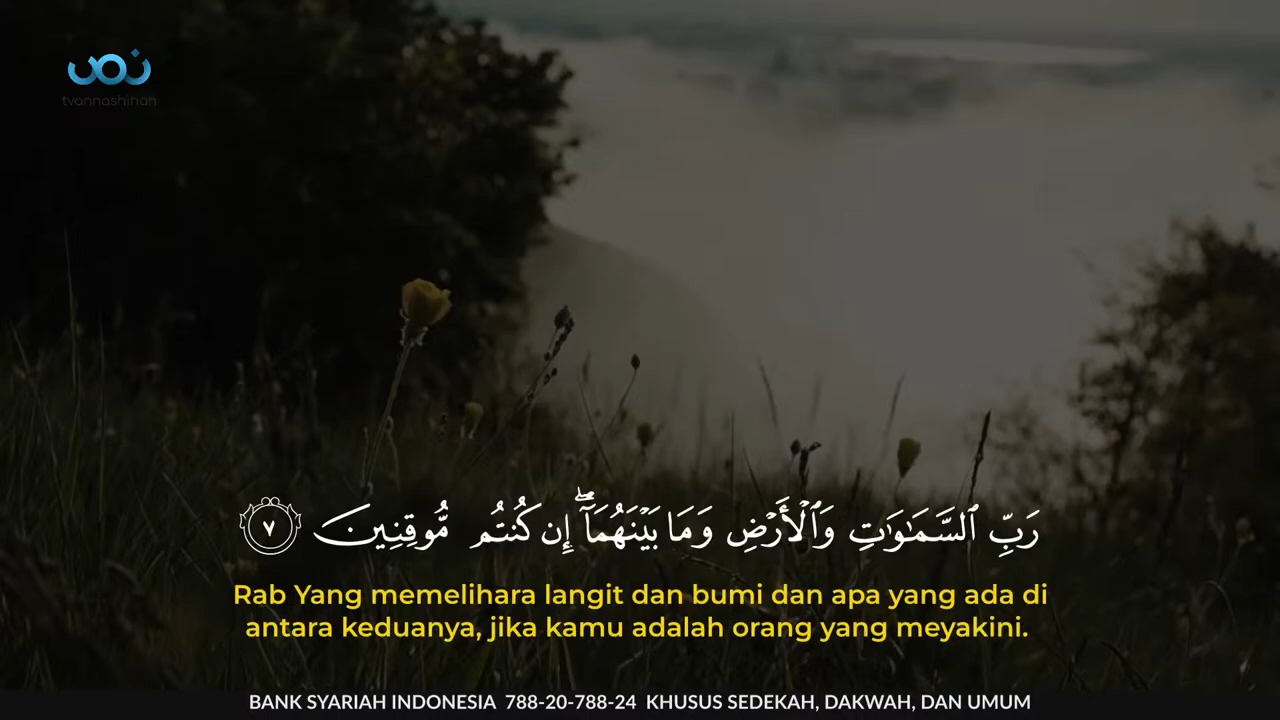 نص
tvannashihah
رَبِّ ٱلسَّمَـٰوَٰتِ وَٱلْأَرْضِ وَمَا بَيْنَهُمَآ ۖ إِن كُنتُم مُّوقِنِينَ ٧
Rab Yang memelihara langit dan bumi dan apa yang ada di
antara keduanya, jika kamu adalah orang yang meyakini.
BANK SYARIAH INDONESIA 788-20-788-24 KHUSUS SEDEKAH, DAKWAH, DAN UMUM